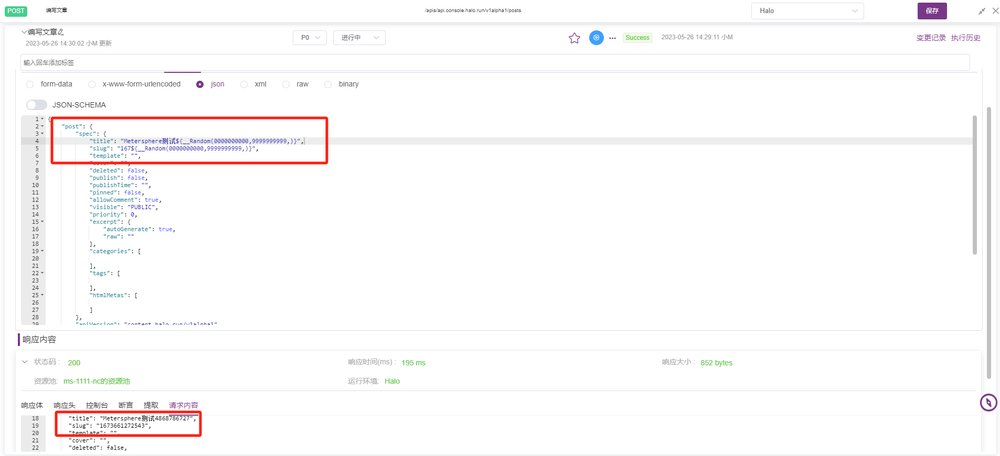 POST 编写文章 /apis/api.console.halo.run/v1alpha1/posts Halo 保存
编写文章
2023-05-26 14:30:02 小M 更新
P0 进行中 Success 2023-05-26 14:29:11 小M 变更记录 执行历史
输入回车添加标签
form-data x-www-form-urlencoded json xml raw binary
JSON-SCHEMA
1 {
2 "post": {
3 "spec": {
4 "title": "Metersphere测试${__Random(0000000000,9999999999,)}",
5 "slug": "167${__Random(0000000000,9999999999,)}",
6 "template": "",
7 "cover": "",
8 "deleted": false,
9 "publish": false,
10 "publishTime": "",
11 "pinned": false,
12 "allowComment": true,
13 "visible": "PUBLIC",
14 "priority": 0,
15 "excerpt": {
16 "autoGenerate": true,
17 "raw": ""
18 },
19 "categories": [
20
21 ],
22 "tags": [
23
24 ],
25 "htmlMetas": [
26
27 ]
28 },
29 "apiVersion": "content.halo.run/v1alpha1"
响应内容
状态码 : 200 响应时间(ms) : 195 ms 响应大小 : 852 bytes
资源池: ms-1111-nc的资源池 运行环境: Halo
响应体 响应头 控制台 断言 提取 请求内容
18 "title": "Metersphere测试4868786727",
19 "slug": "1673661272543",
20 "template": "",
21 "cover": "",
22 "deleted": false,